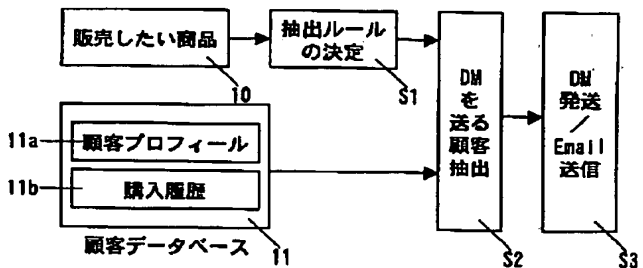 販売したい商品
10
抽出ルール
の決定
S1
11a
顧客プロフィール
11b
購入履歴
11
顧客データベース
DM
を
送る
顧客
抽出
S2
DM
発送
/
Email
送信
S3